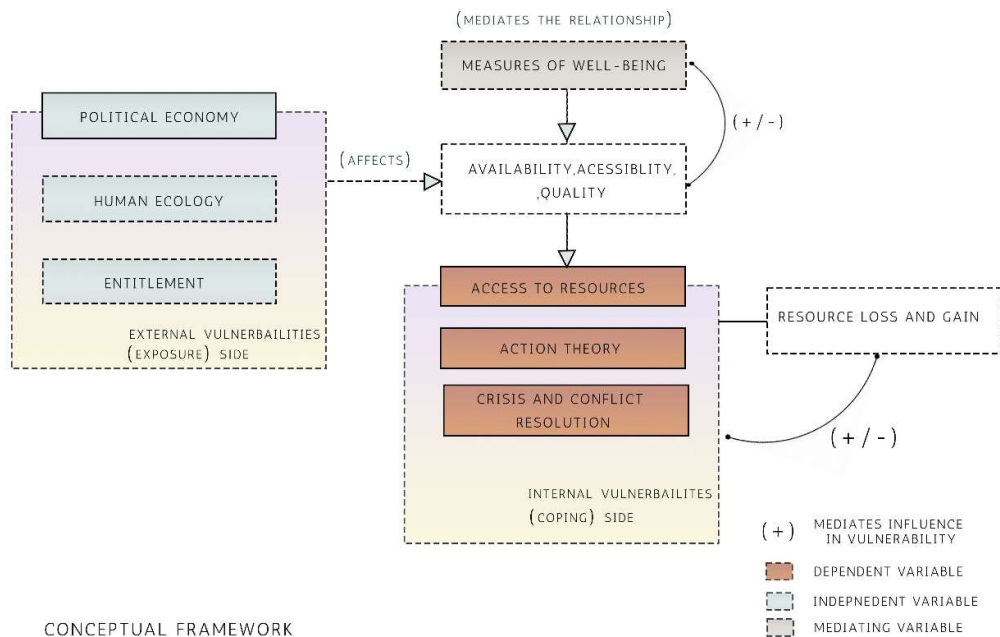 (MEDIATES THE RELATIONSHIP)
MEASURES OF WELL-BEING
POLITICAL ECONOMY
(+/-)
(AFFECTS)
AVAILABILITY,ACESSIBLITY,
,QUALITY
HUMAN ECOLOGY
ENTITLEMENT
ACCESS TO RESOURCES
EXTERNAL VULNERBAILITIES
(EXPOSURE) SIDE
RESOURCE LOSS AND GAIN
ACTION THEORY
CRISIS AND CONFLICT
RESOLUTION
(+/-)
INTERNAL VULNERBAILITES
(COPING) SIDE
(+) MEDIATES INFLUENCE
IN VULNERABILITY
DEPENDENT VARIABLE
INDEPNEDENT VARIABLE
MEDIATING VARIABLE
CONCEPTUAL FRAMEWORK